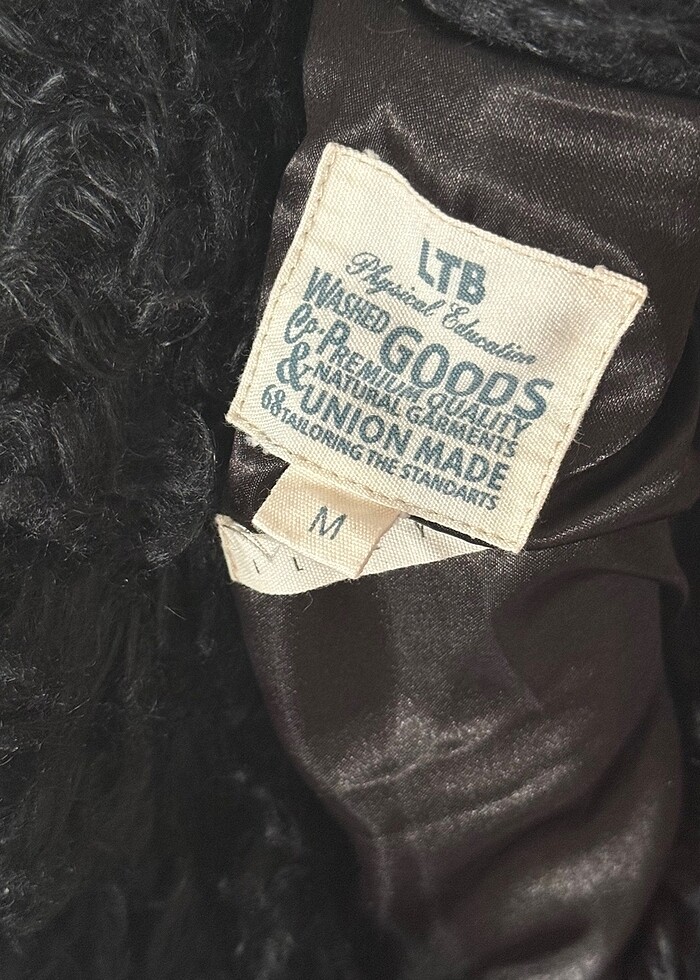 LTB
Physical Education
WASHED GOODS
Co. PREMIUM QUALITY
& NATURAL GARMENTS
UNION MADE
68 TAILORING THE STANDARTS
M